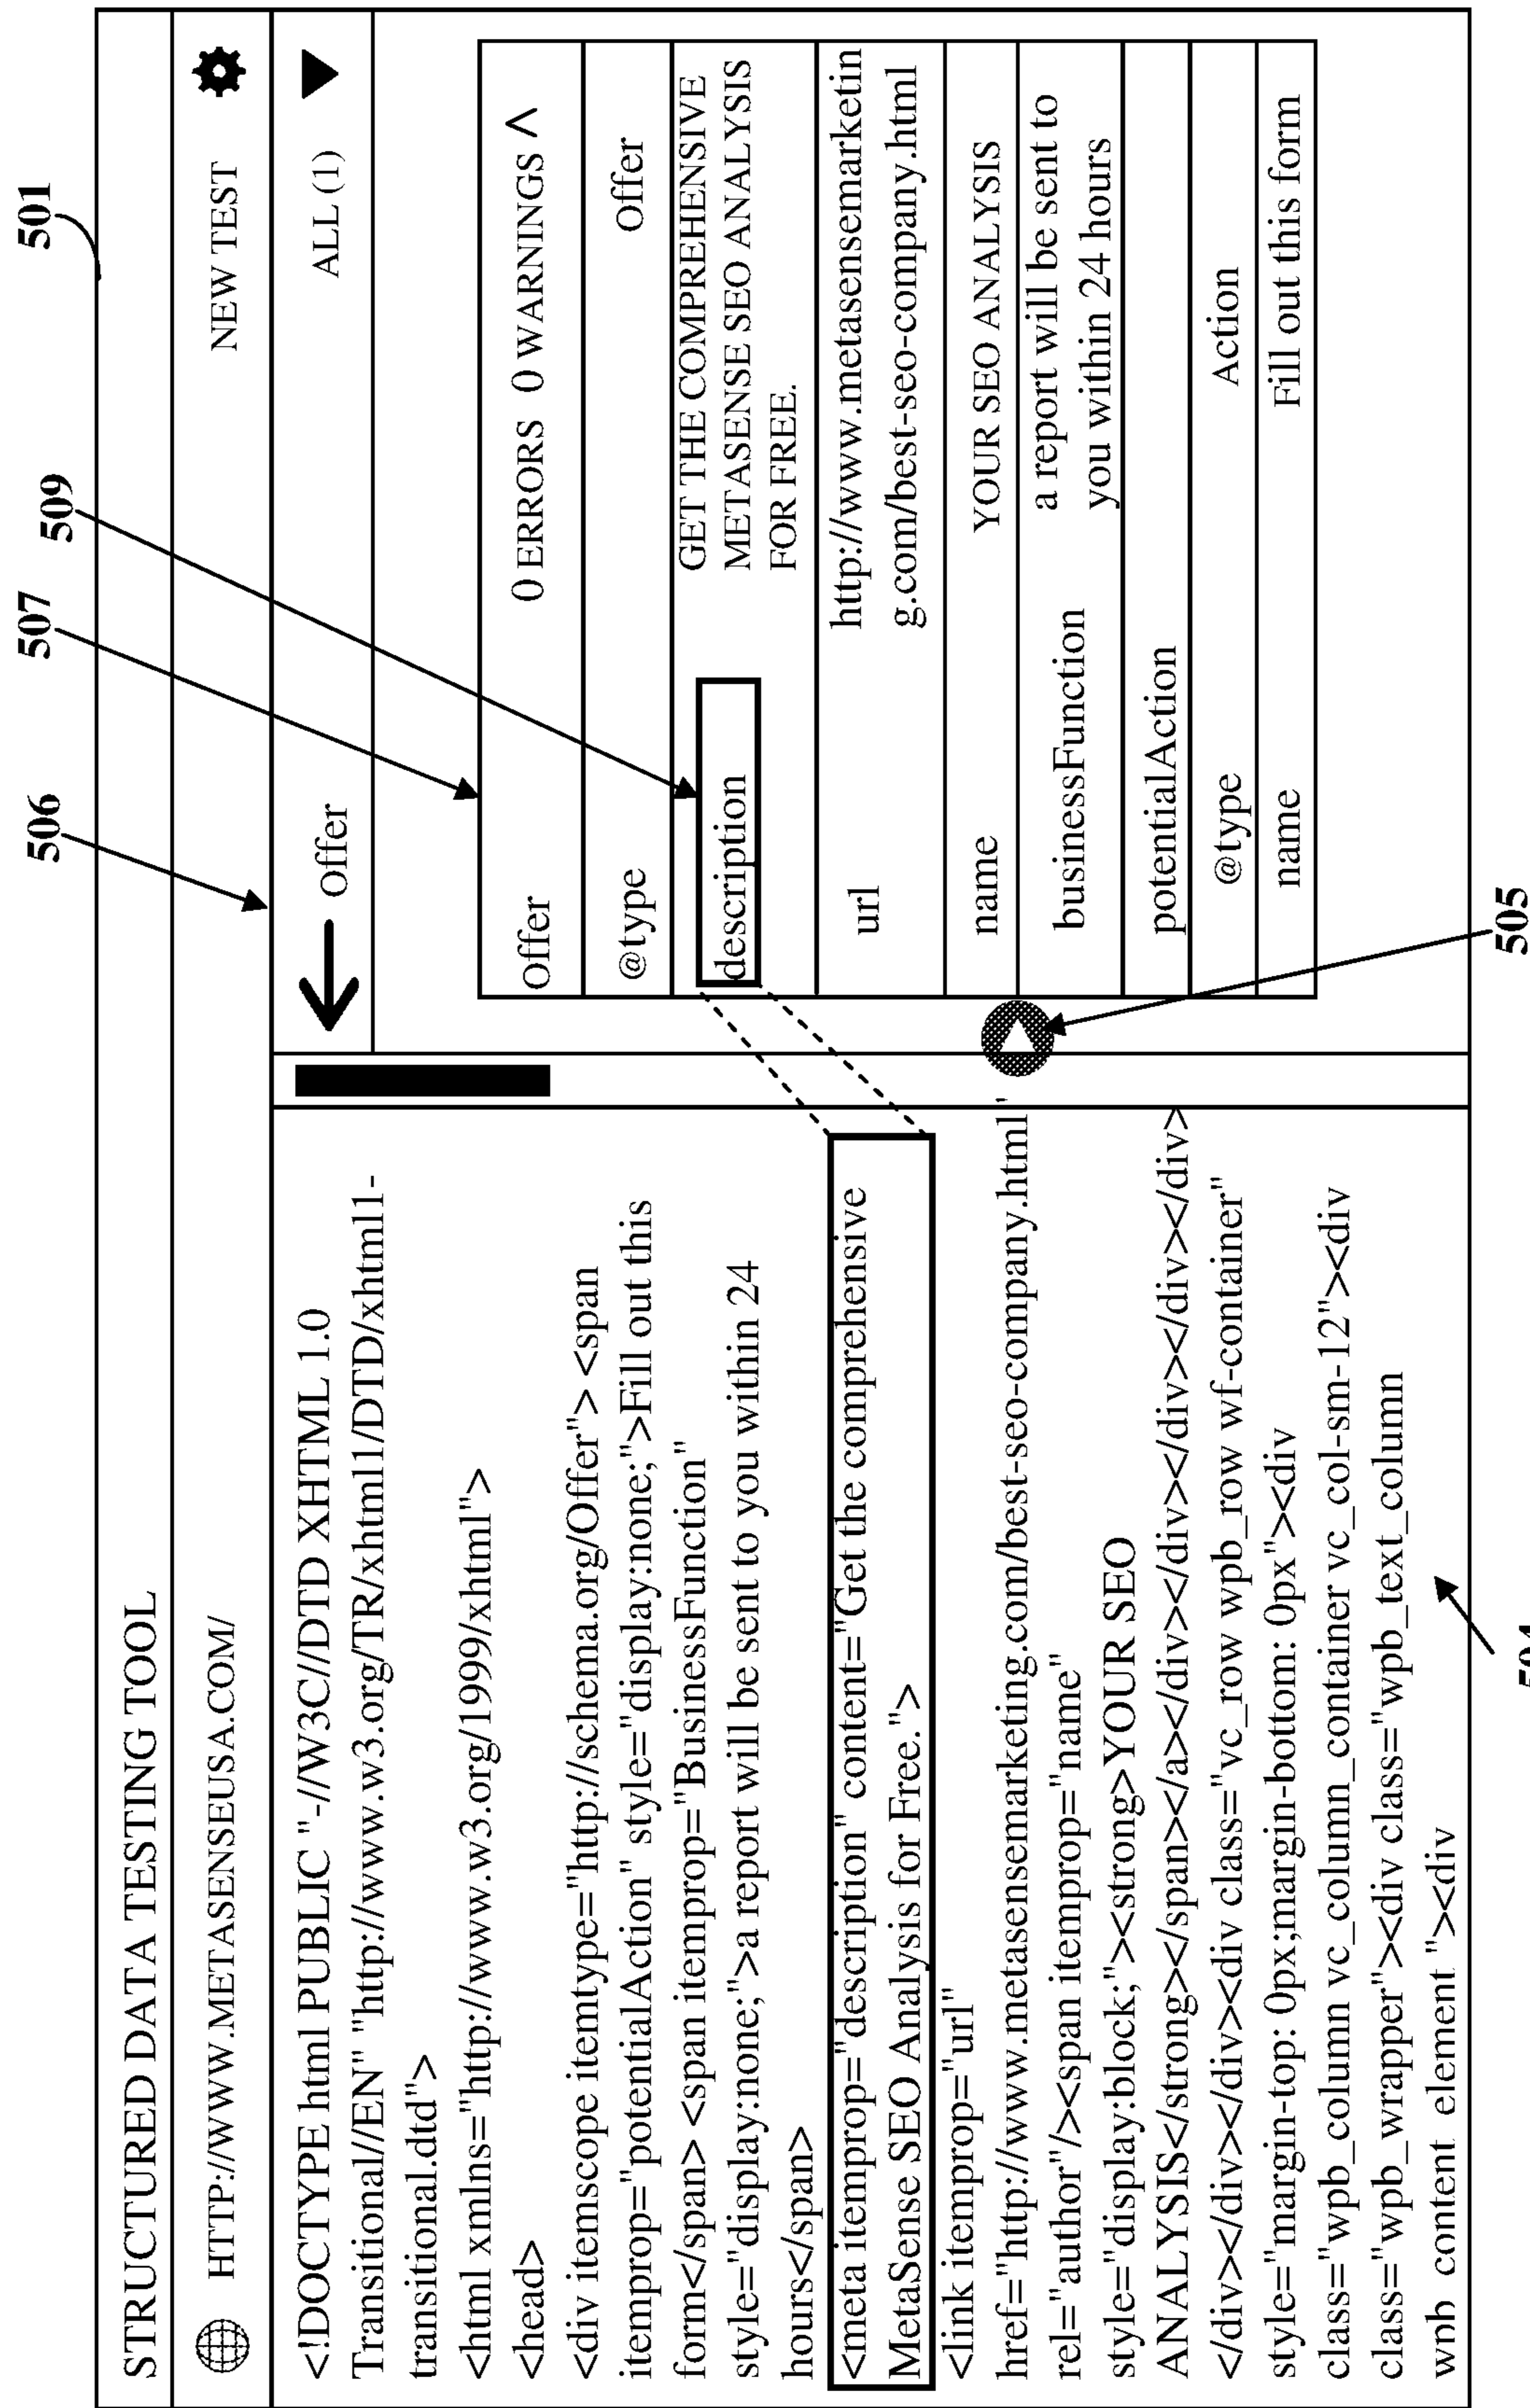 501
509
507
506
STRUCTURED DATA TESTING TOOL
HTTP://WWW.METASENSEUSA.COM/
NEW TEST
<!DOCTYPE html PUBLIC "-//W3C//DTD XHTML 1.0
Transitional//EN" "http://www.w3.org/TR/xhtml1/DTD/xhtml1-
transitional.dtd">
<html xmlns="http://www.w3.org/1999/xhtml">
<head>
<div itemscope itemtype="http://schema.org/Offer"> <span
itemprop="potentialAction" style="display:none;">Fill out this
form</span> <span itemprop="BusinessFunction"
style="display:none;">a report will be sent to you within 24
hours</span>
<meta itemprop="description" content="Get the comprehensive
MetaSense SEO Analysis for Free.">
<link itemprop="url"
href="http://www.metasensemarketing.com/best-seo-company.html"
rel="author"/><span itemprop="name"
style="display:block;"><strong>YOUR SEO
ANALYSIS</strong></span></a></div></div></div></div></div>
</div></div></div><div class="vc_row wpb_row wf-container"
style="margin-top: 0px;margin-bottom: 0px"><div
class="wpb_column vc_column_container vc_col-sm-12"><div
class="wpb_wrapper"><div class="wpb_text_column
wpb_content_element "><div
Offer
ALL (1)
Offer 0 ERRORS 0 WARNINGS ^
@type Offer
description GET THE COMPREHENSIVE
METASENSE SEO ANALYSIS
FOR FREE.
url http://www.metasensemarketin
g.com/best-seo-company.html
name YOUR SEO ANALYSIS
businessFunction a report will be sent to
you within 24 hours
potentialAction
@type Action
name Fill out this form
505